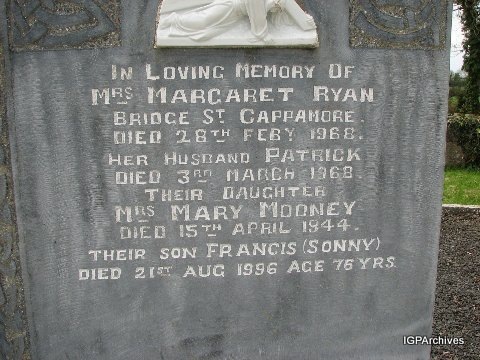 In Loving Memory Of
Mrs Margaret Ryan
Bridge St. Cappamore.
Died 28th Feby 1968.
Her Husband Patrick
Died 3rd March 1968
Their Daughter
Mrs Mary Mooney
Died 15th April 1944.
Their Son Francis (Sonny)
Died 21st Aug 1996 Age 75 Yrs.
IGPArchives